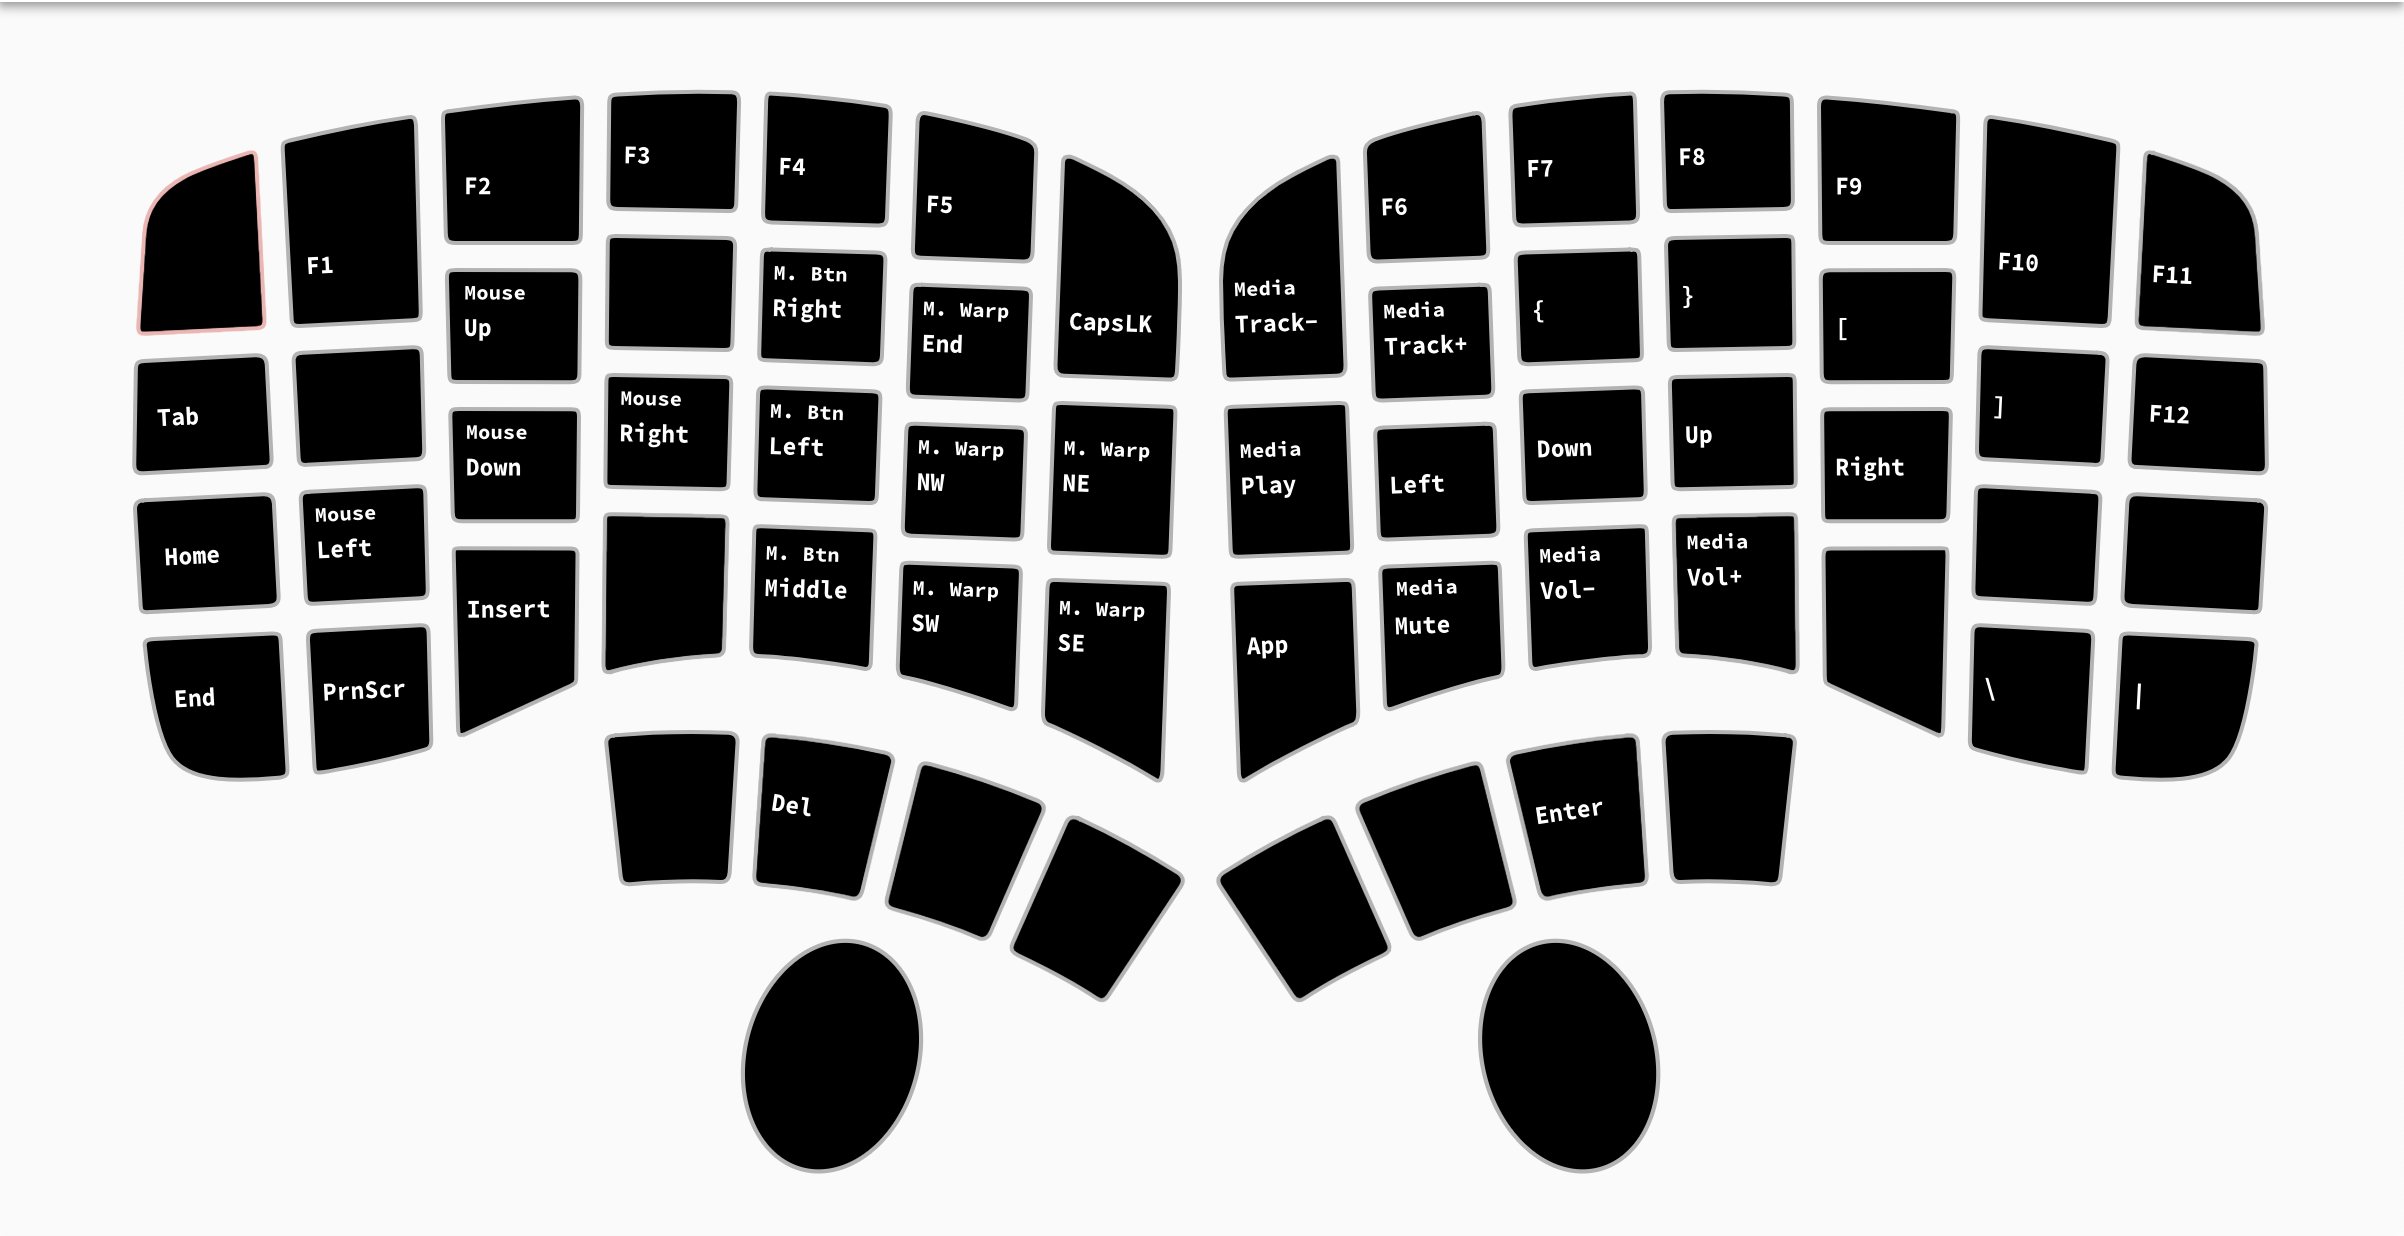 F1
F2
F3
F4
F5
CapsLK
Tab
Mouse
Up
M. Btn
Right
M. Warp
End
Home
Mouse
Left
Mouse
Down
Mouse
Right
M. Btn
Left
M. Warp
NW
M. Warp
NE
End
PrnScr
Insert
M. Btn
Middle
M. Warp
SW
M. Warp
SE
Del
Media
Track-
F6
F7
F8
F9
F10
F11
Media
Track+
{
}
[
]
F12
Media
Play
Left
Down
Up
Right
App
Media
Mute
Media
Vol-
Media
Vol+
\
|
Enter